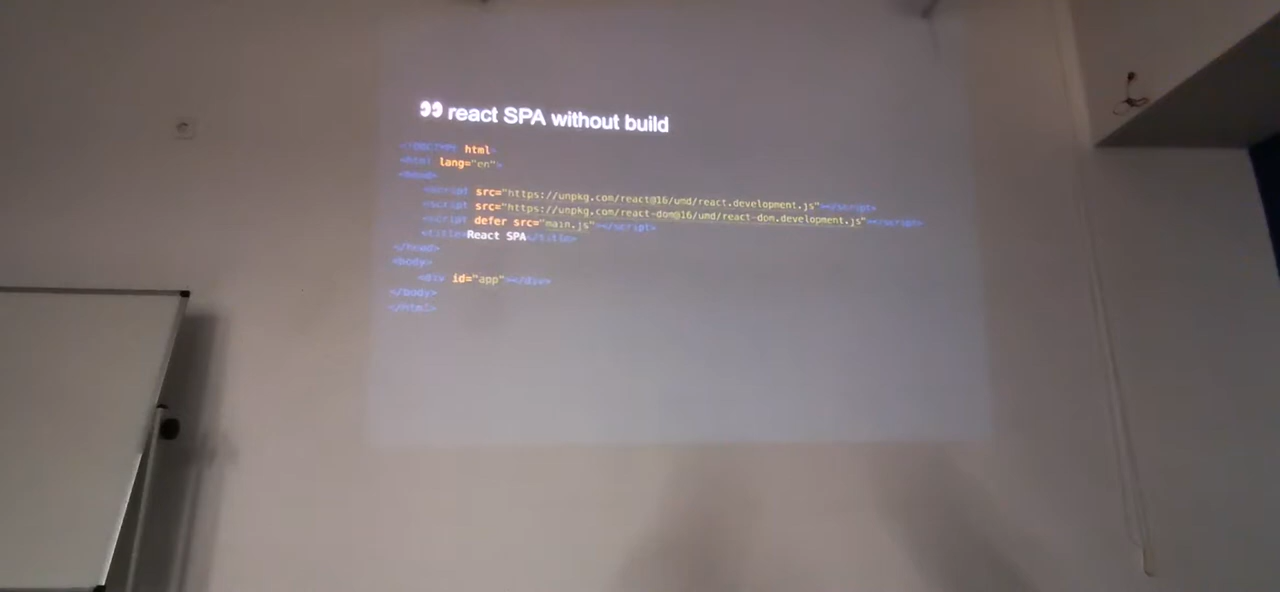 👀 react SPA without build
<!DOCTYPE html>
<html lang="en">
<head>
<script src="https://unpkg.com/react@16/umd/react.development.js"></script>
<script src="https://unpkg.com/react-dom@16/umd/react-dom.development.js"></script>
<script defer src="main.js"></script>
<title>React SPA</title>
</head>
<body>
<div id="app"></div>
</body>
</html>